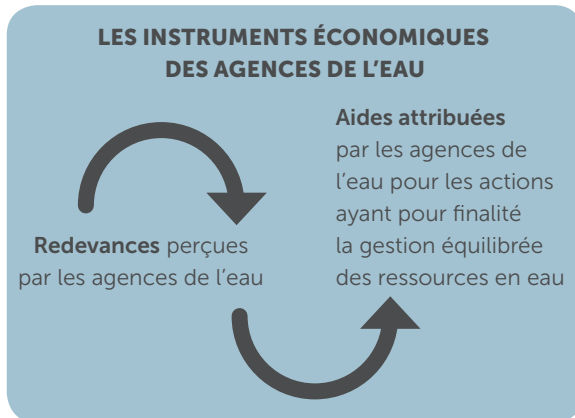 LES INSTRUMENTS ÉCONOMIQUES
DES AGENCES DE L'EAU
Redevances perçues
par les agences de l'eau
Aides attribuées
par les agences de
l'eau pour les actions
ayant pour finalité
la gestion équilibrée
des ressources en eau